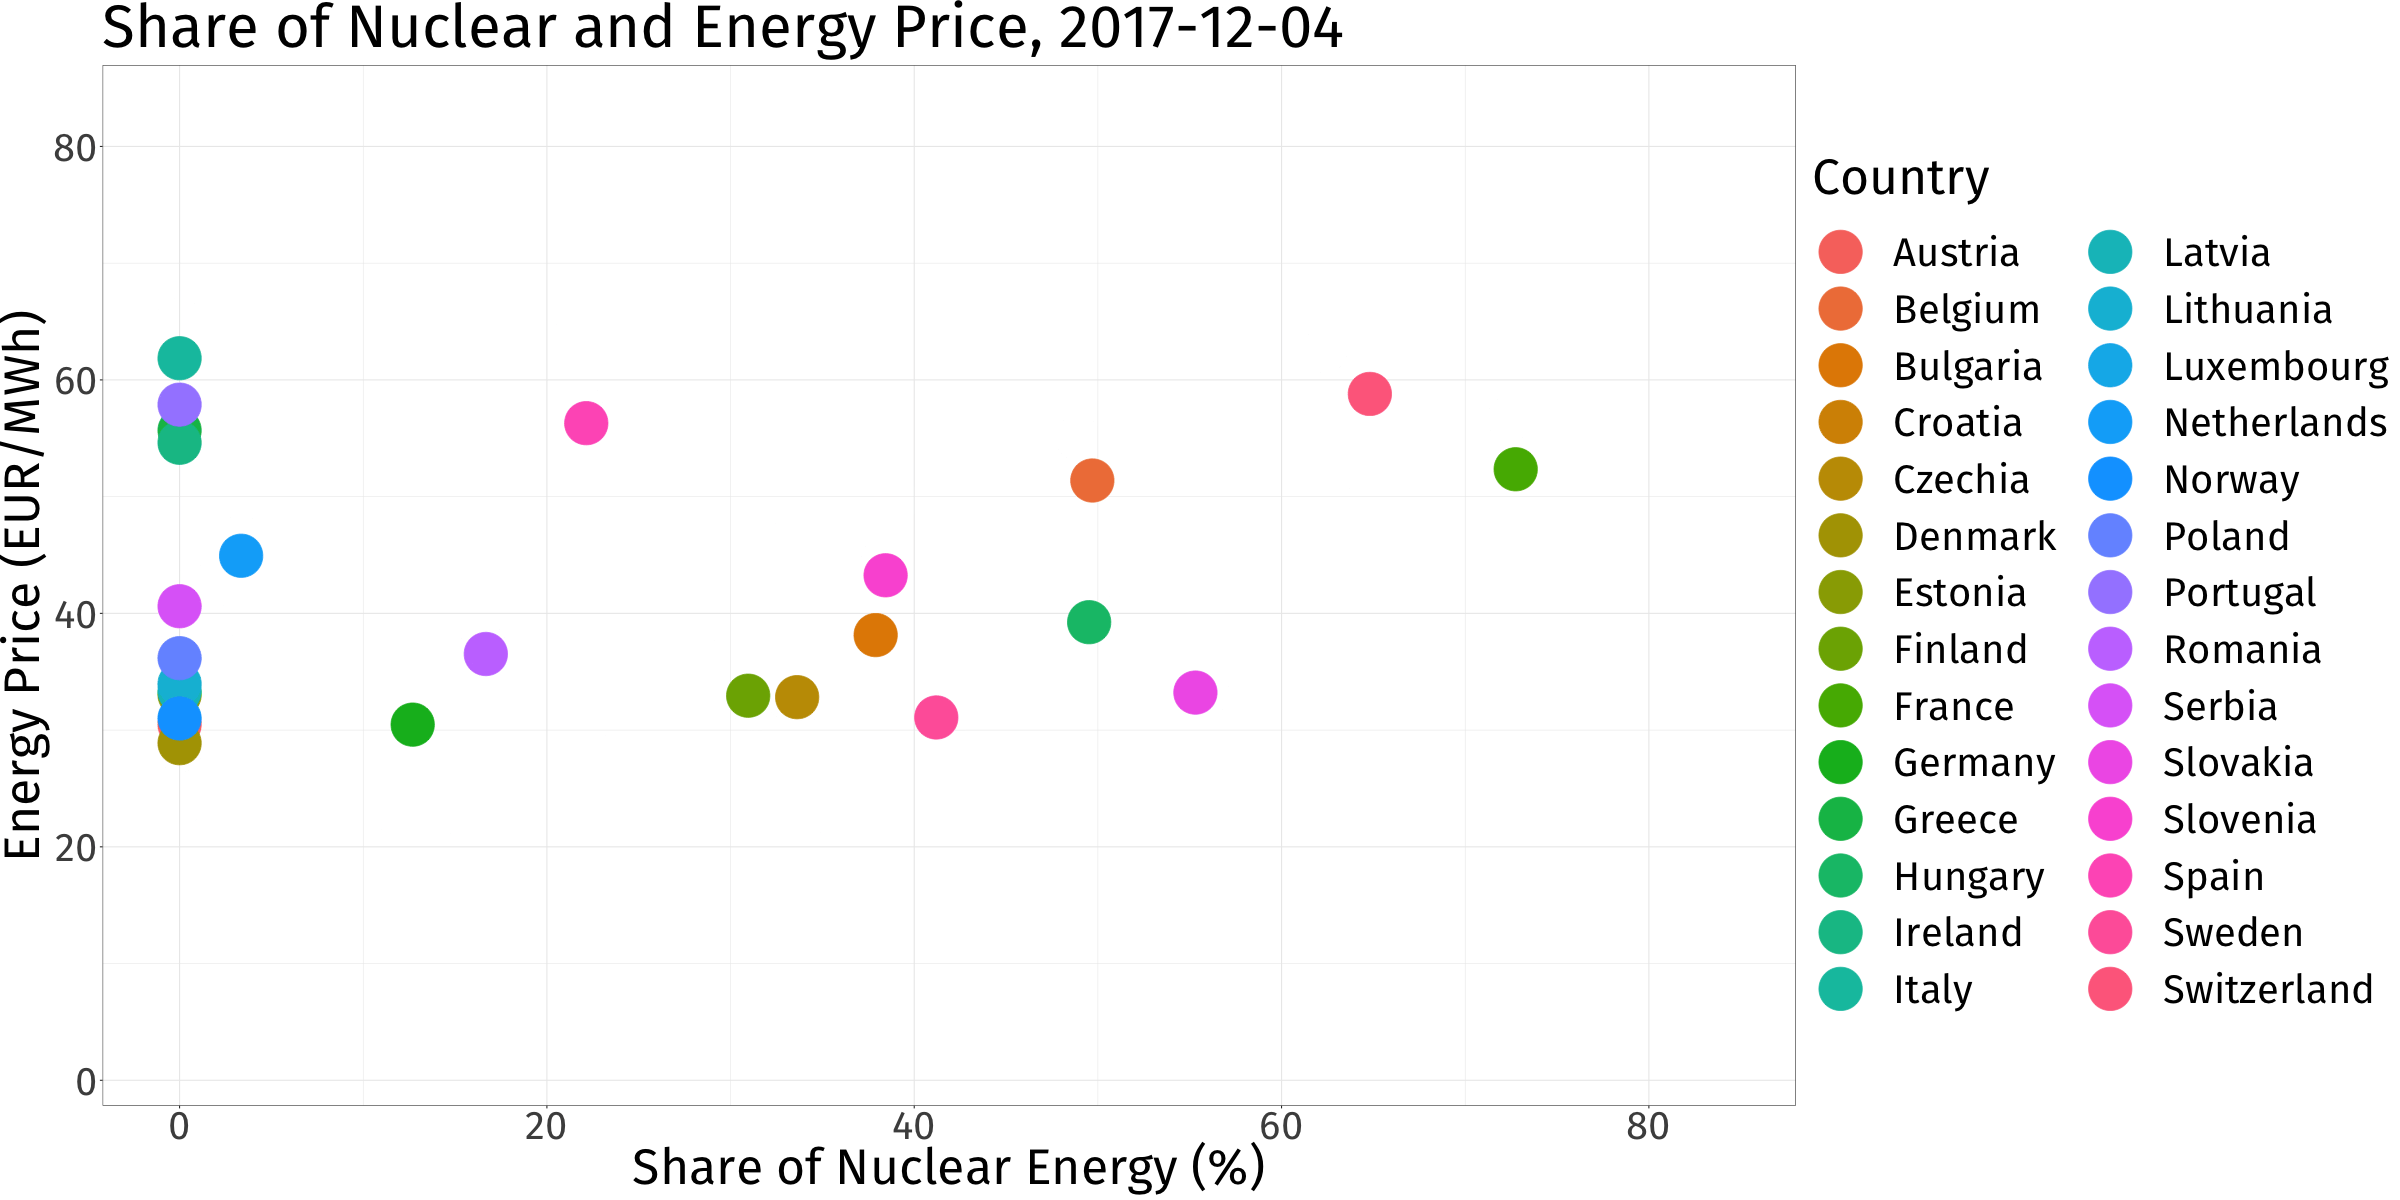 Share of Nuclear and Energy Price, 2017-12-04
Energy Price (EUR/MWh)
80
60
40
20
0
0 20 40 60 80
Share of Nuclear Energy (%)
Country
Austria
Belgium
Bulgaria
Croatia
Czechia
Denmark
Estonia
Finland
France
Germany
Greece
Hungary
Ireland
Italy
Latvia
Lithuania
Luxembourg
Netherlands
Norway
Poland
Portugal
Romania
Serbia
Slovakia
Slovenia
Spain
Sweden
Switzerland